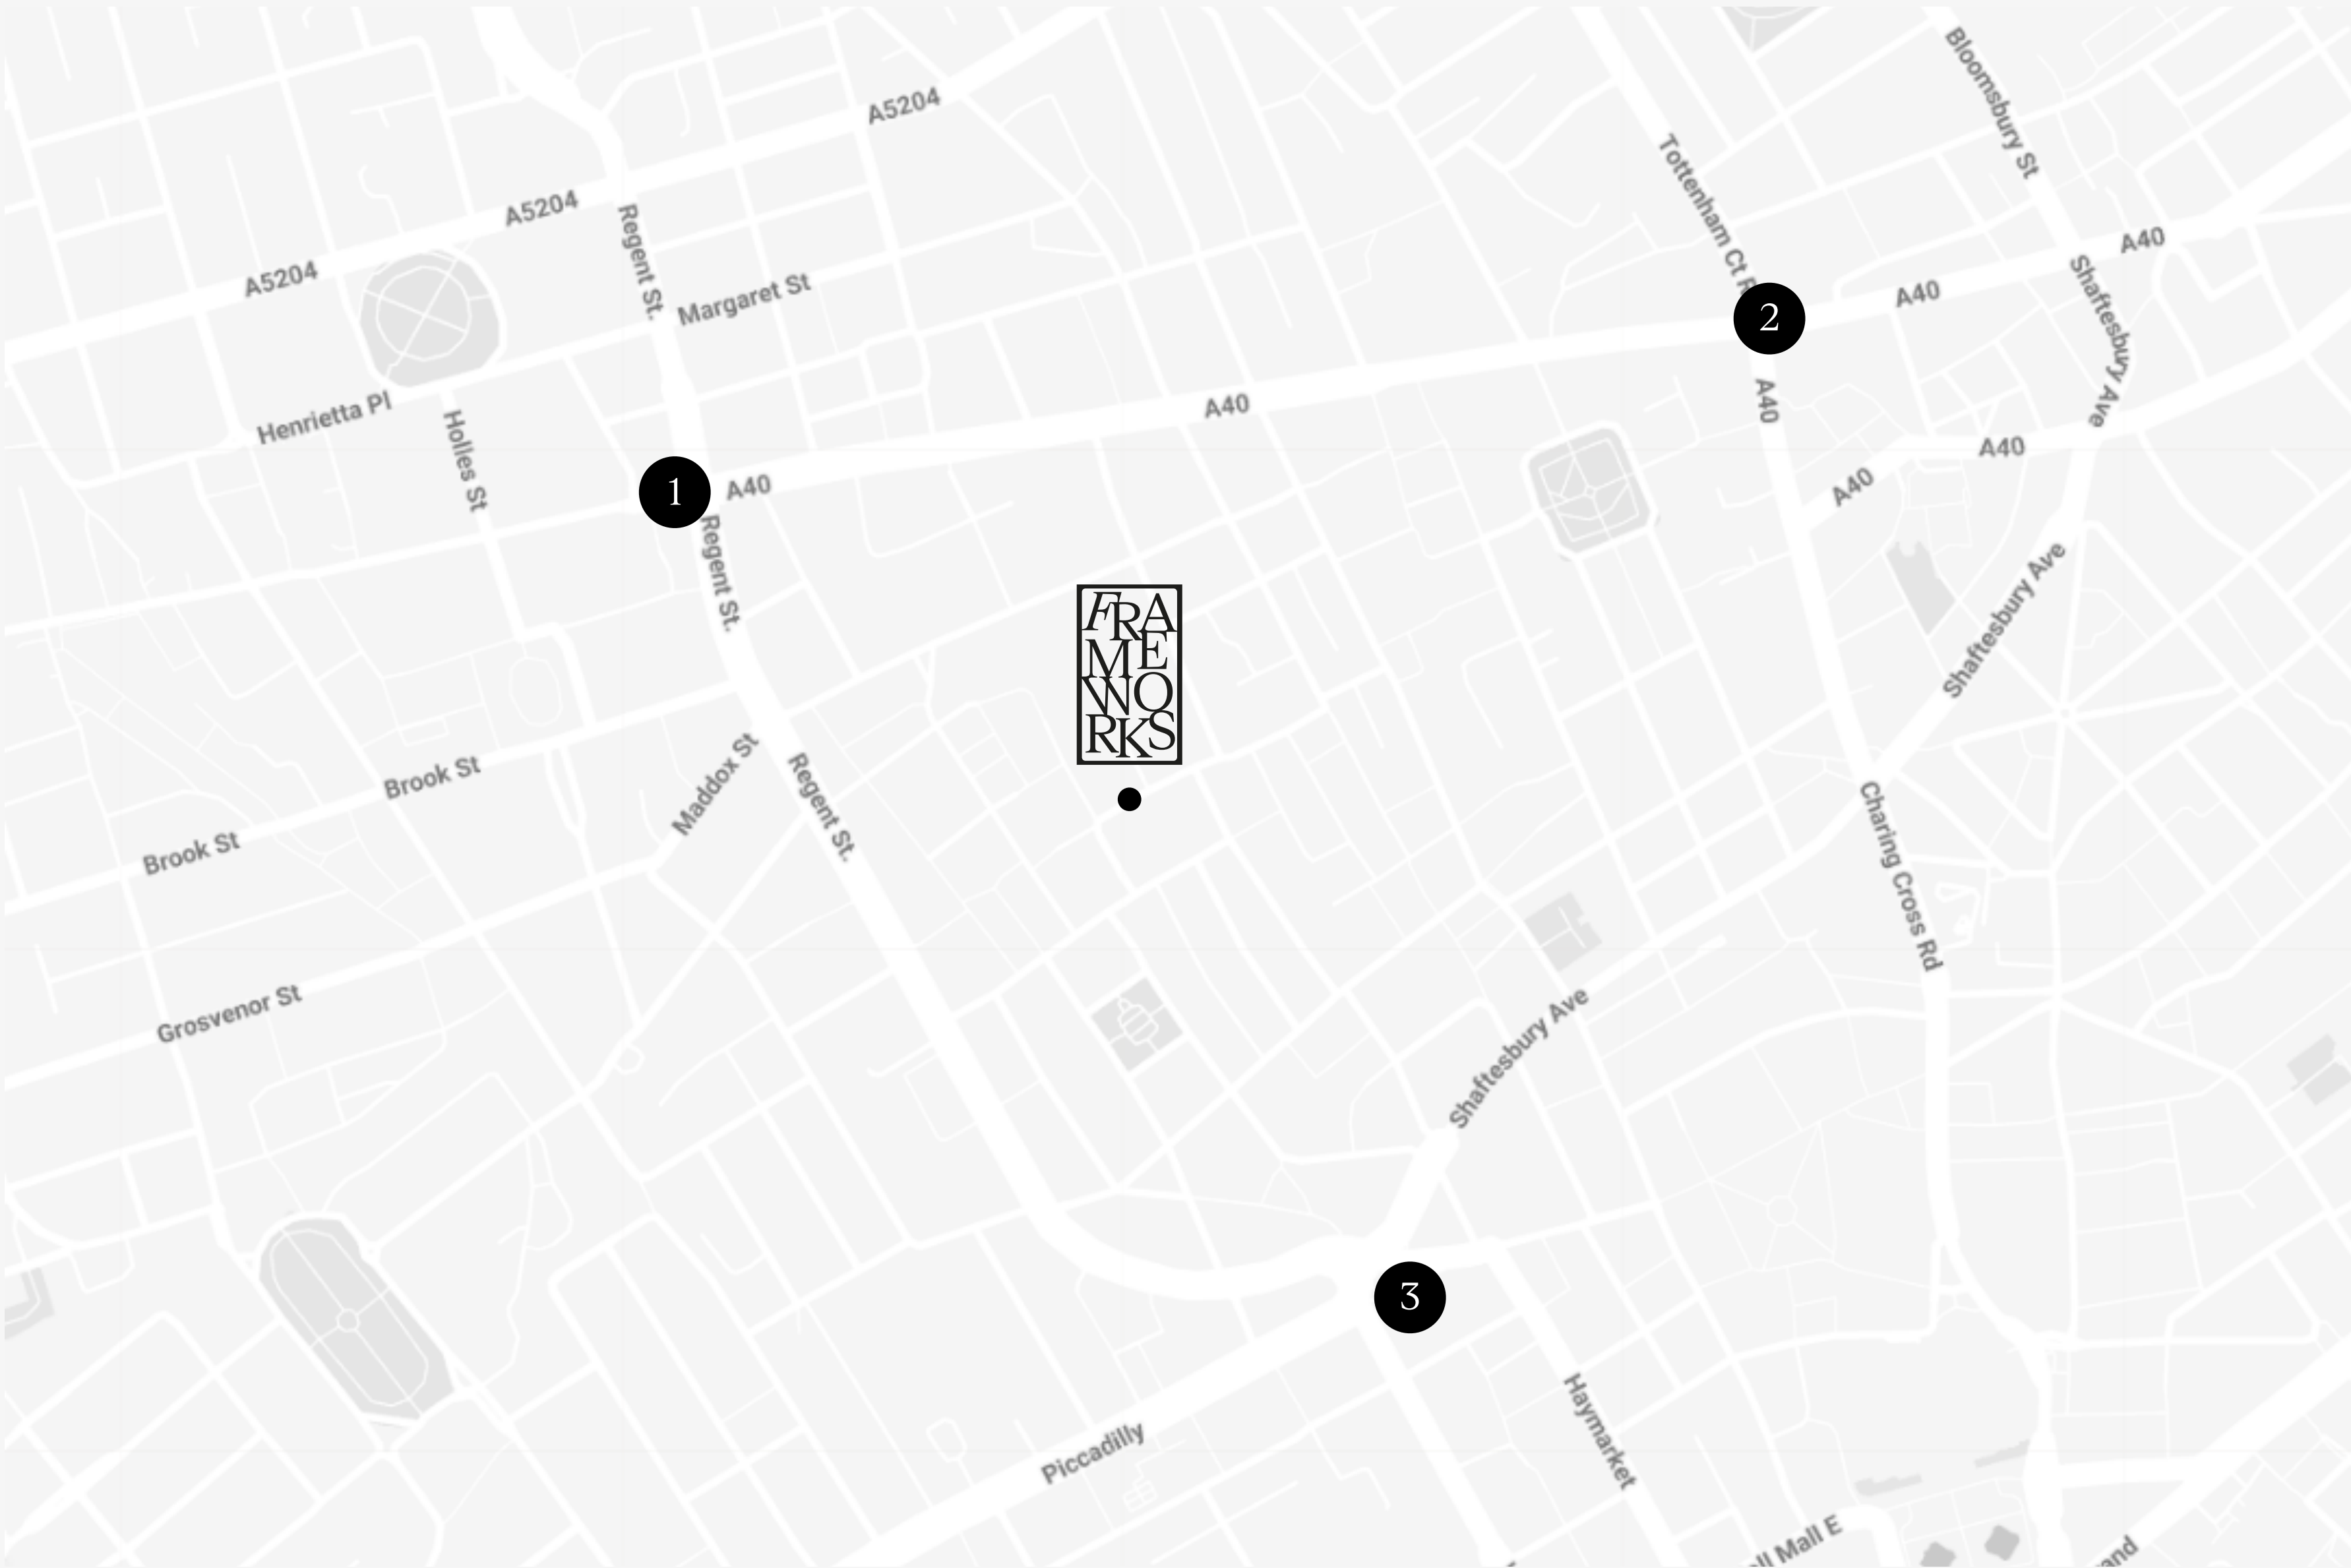 Bloomsbury St
A5204
Tottenham Ct R
A5204
Regent St.
A40
A5204
Shaftesbury Ave
Margaret St
A40
2
A40
A40
Henrietta Pl
Holles St
A40
1
A40
A40
Regent St.
Shaftesbury Ave
FRA
ME
WO
RKS
Maddox St
Brook St
Regent St.
Charing Cross Rd
Brook St
Grosvenor St
Shaftesbury Ave
3
Haymarket
Piccadilly
ll Mall E
and